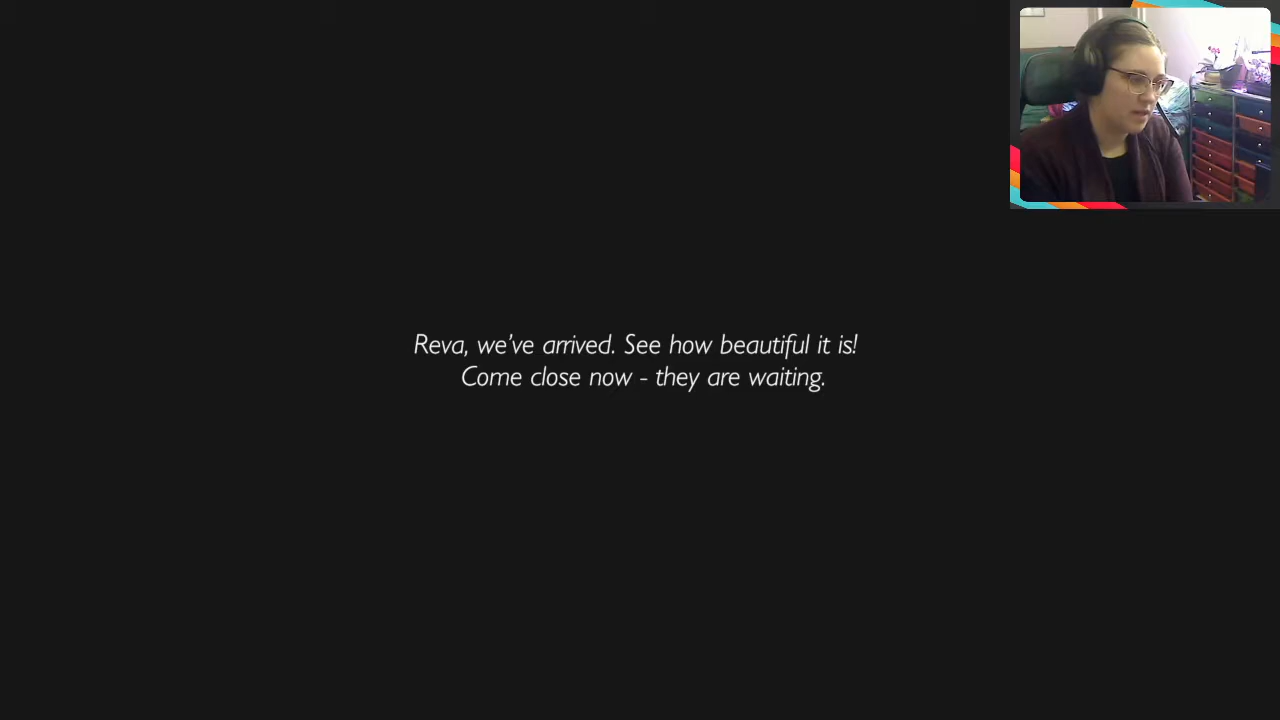 Reva, we've arrived. See how beautiful it is!
Come close now - they are waiting.